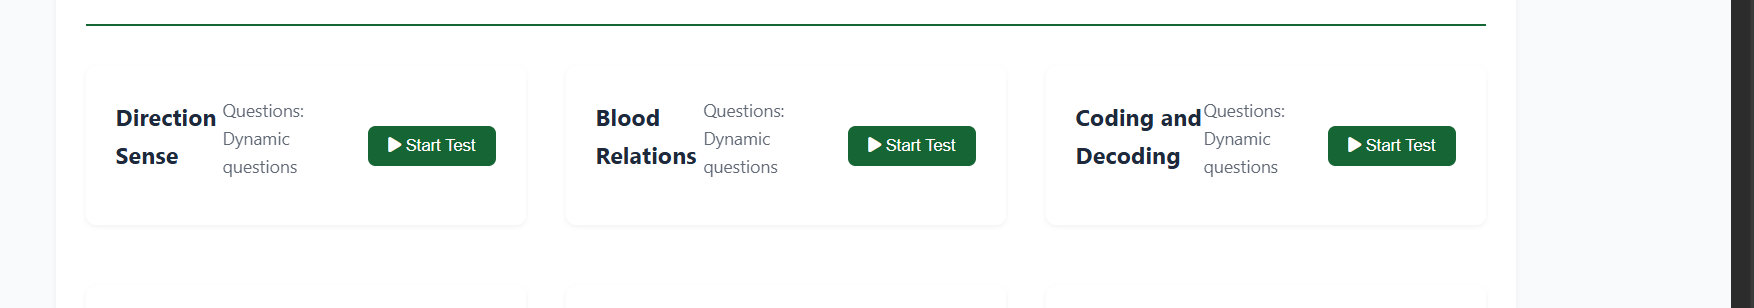 Direction
Sense
Questions:
Dynamic
questions
Start Test
Blood
Relations
Questions:
Dynamic
questions
Start Test
Coding and
Decoding
Questions:
Dynamic
questions
Start Test